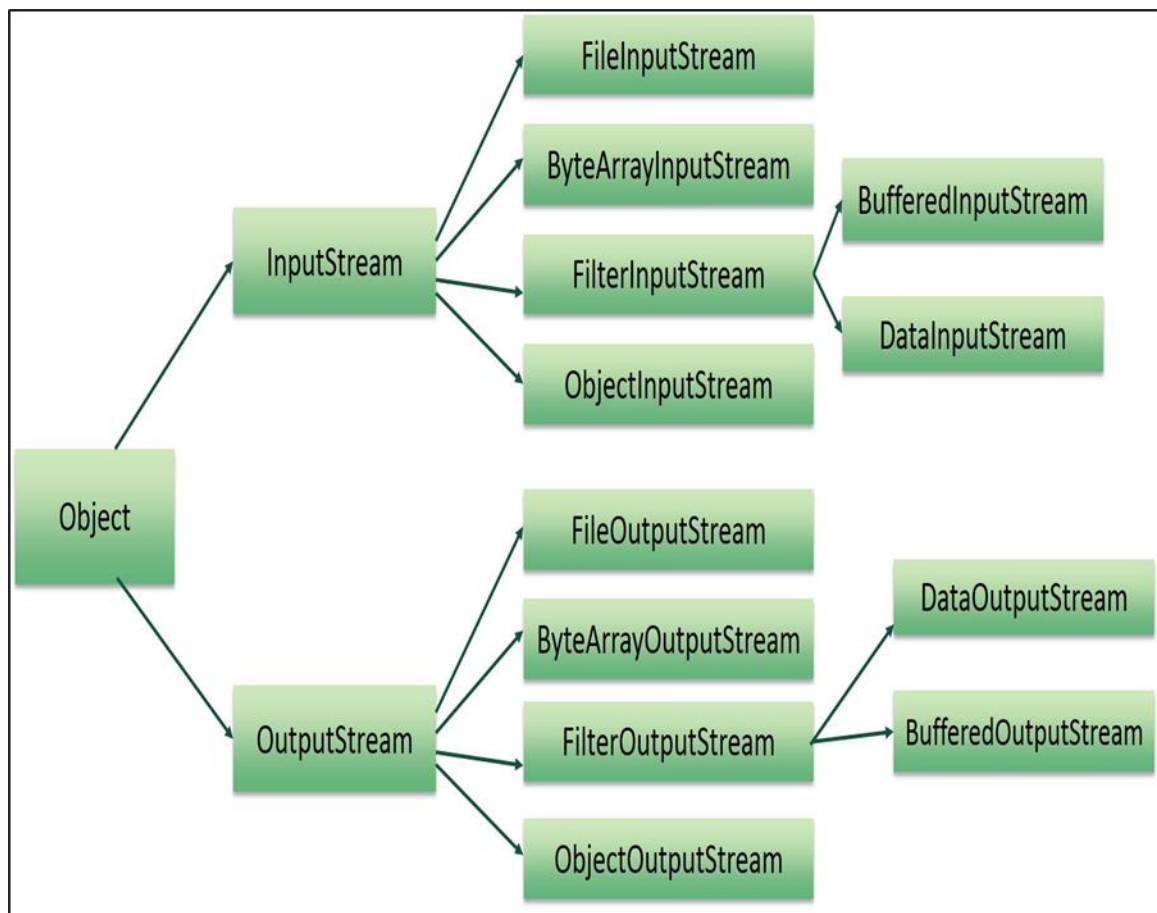 FileInputStream
ByteArrayInputStream
BufferedInputStream
InputStream
FilterInputStream
DataInputStream
ObjectInputStream
Object
FileOutputStream
DataOutputStream
ByteArrayOutputStream
OutputStream
FilterOutputStream
BufferedOutputStream
ObjectOutputStream